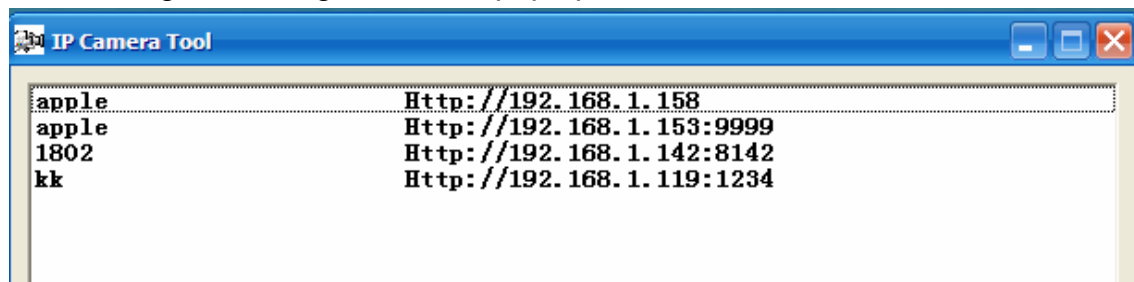 IP Camera Tool
apple Http://192.168.1.158
apple Http://192.168.1.153:9999
1802 Http://192.168.1.142:8142
kk Http://192.168.1.119:1234